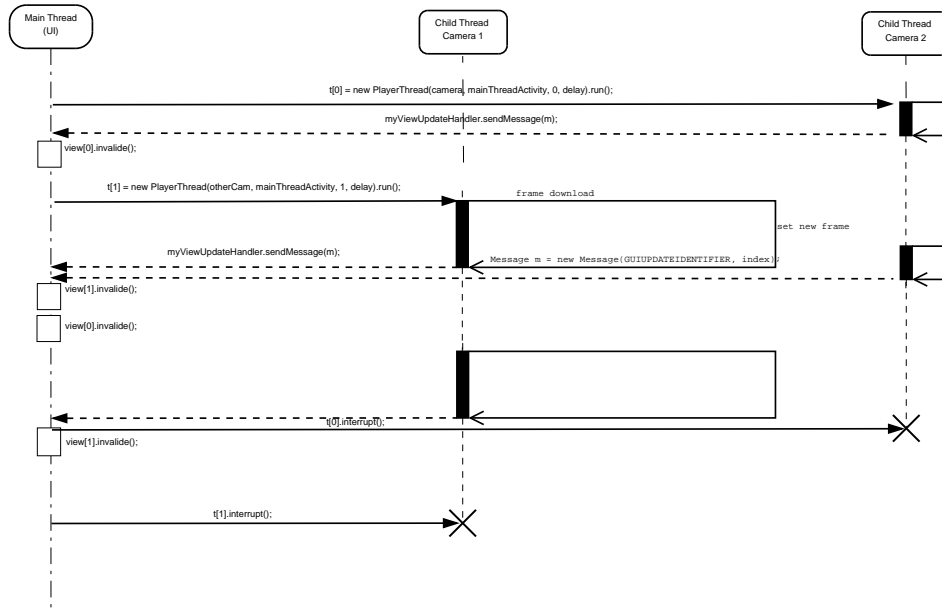 Main Thread
(UI)
Child Thread
Camera 1
Child Thread
Camera 2
t[0] = new PlayerThread(camera, mainThreadActivity, 0, delay).run();
myViewUpdateHandler.sendMessage(m);
view[0].invalide();
t[1] = new PlayerThread(otherCam, mainThreadActivity, 1, delay).run();
frame download
set new frame
myViewUpdateHandler.sendMessage(m);
Message m = new Message(GUIUPDATEIDENTIFIER, index);
view[1].invalide();
view[0].invalide();
t[0].interrupt();
view[1].invalide();
t[1].interrupt();